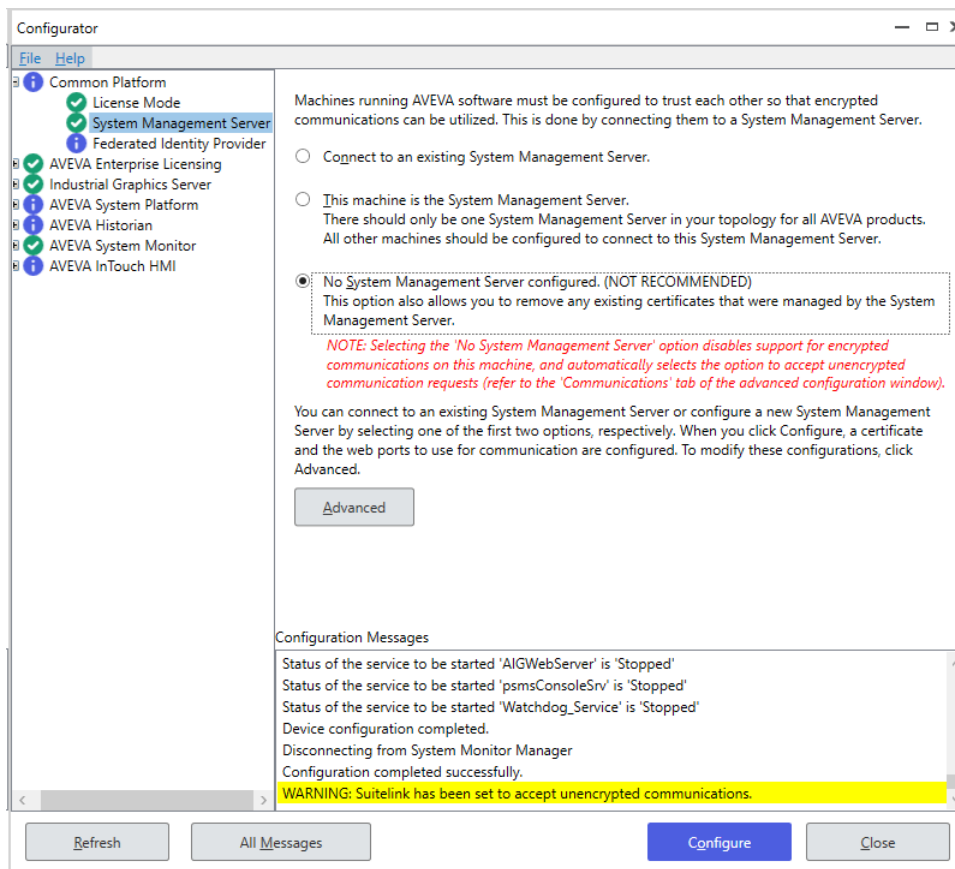 Configurator
File Help
Common Platform
License Mode
System Management Server
Federated Identity Provider
AVEVA Enterprise Licensing
Industrial Graphics Server
AVEVA System Platform
AVEVA Historian
AVEVA System Monitor
AVEVA InTouch HMI
Machines running AVEVA software must be configured to trust each other so that encrypted
communications can be utilized. This is done by connecting them to a System Management Server.
Connect to an existing System Management Server.
This machine is the System Management Server.
There should only be one System Management Server in your topology for all AVEVA products.
All other machines should be configured to connect to this System Management Server.
No System Management Server configured. (NOT RECOMMENDED)
This option also allows you to remove any existing certificates that were managed by the System
Management Server.
NOTE: Selecting the 'No System Management Server' option disables support for encrypted
communications on this machine, and automatically selects the option to accept unencrypted
communication requests (refer to the 'Communications' tab of the advanced configuration window).
You can connect to an existing System Management Server or configure a new System Management
Server by selecting one of the first two options, respectively. When you click Configure, a certificate
and the web ports to use for communication are configured. To modify these configurations, click
Advanced.
Advanced
Configuration Messages
Status of the service to be started 'AIGWebServer' is 'Stopped'
Status of the service to be started 'psmsConsoleSrv' is 'Stopped'
Status of the service to be started 'Watchdog_Service' is 'Stopped'
Device configuration completed.
Disconnecting from System Monitor Manager
Configuration completed successfully.
WARNING: Suitelink has been set to accept unencrypted communications.
Refresh
All Messages
Configure
Close